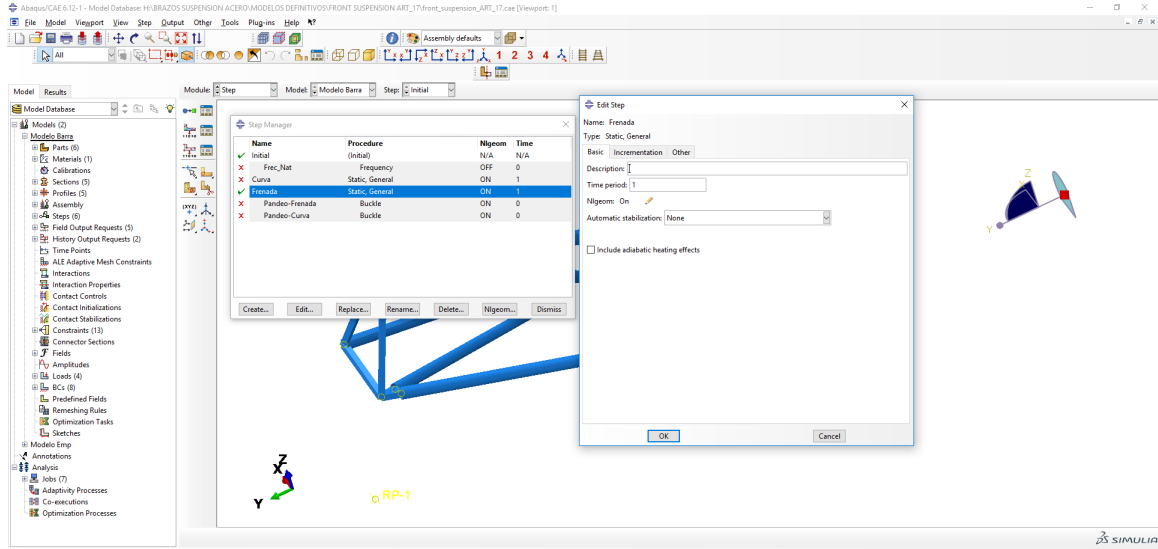 Abaqus/CAE 6.12-1 - Model Database: H:\BRAZOS SUSPENSION ACERO\MODELOS DEFINITIVOS\FRONT SUSPENSION ART_17\front_suspension_ART_17.cae [Viewport: 1]
File Model Viewport View Step Output Other Tools Plug-ins Help
Assembly defaults
All
1 2 3 4
Model Results
Module: Step Model: Modelo Barra Step: Initial
Model Database
Models (2)
Modelo Barra
Parts (6)
Materials (1)
Calibrations
Sections (5)
Profiles (5)
Assembly
Steps (6)
Field Output Requests (5)
History Output Requests (2)
Time Points
ALE Adaptive Mesh Constraints
Interactions
Interaction Properties
Contact Controls
Contact Initializations
Contact Stabilizations
Constraints (13)
Connector Sections
Fields
Amplitudes
Loads (4)
BCs (8)
Predefined Fields
Remeshing Rules
Optimization Tasks
Sketches
Modelo Emp
Annotations
Analysis
Jobs (7)
Adaptivity Processes
Co-executions
Optimization Processes
Step Manager
Name Procedure Nlgeom Time
Initial (Initial) N/A N/A
Frec_Nat Frequency OFF 0
Curva Static, General ON 1
Frenada Static, General ON 1
Pandeo-Frenada Buckle ON 0
Pandeo-Curva Buckle ON 0
Create... Edit... Replace... Rename... Delete... Nlgeom... Dismiss
Edit Step
Name: Frenada
Type: Static, General
Basic Incrementation Other
Description:
Time period: 1
Nlgeom: On
Automatic stabilization: None
Include adiabatic heating effects
OK Cancel
Z
Y
Z
X
Y
RP-1
SIMULIA